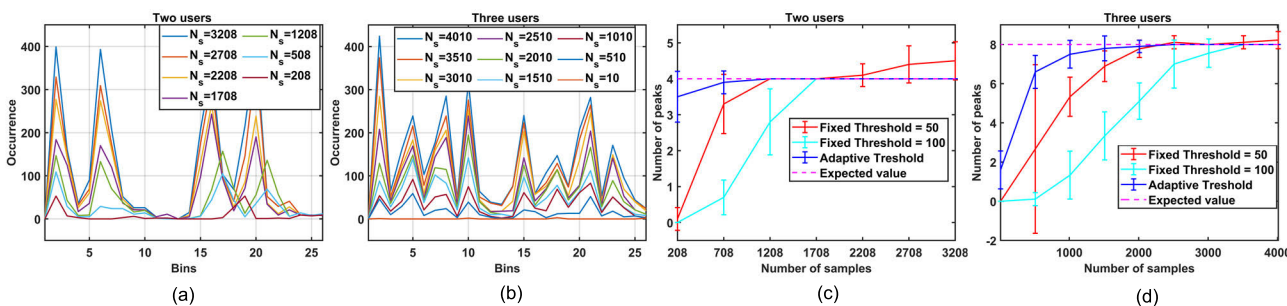 Two users
Occurrence
400
300
200
100
0
N_s=3208
N_s=2708
N_s=2208
N_s=1708
N_s=1208
N_s=508
N_s=208
5
10
15
20
25
Bins
(a)
Three users
Occurrence
400
300
200
100
0
N_s=4010
N_s=3510
N_s=3010
N_s=2510
N_s=2010
N_s=1510
N_s=1010
N_s=510
N_s=10
5
10
15
20
25
Bins
(b)
Two users
Number of peaks
5
4
3
2
1
0
Fixed Threshold = 50
Fixed Threshold = 100
Adaptive Treshold
Expected value
208
708
1208
1708
2208
2708
3208
Number of samples
(c)
Three users
Number of peaks
10
8
6
4
2
0
-2
Fixed Threshold = 50
Fixed Threshold = 100
Adaptive Treshold
Expected value
1000
2000
3000
4000
Number of samples
(d)